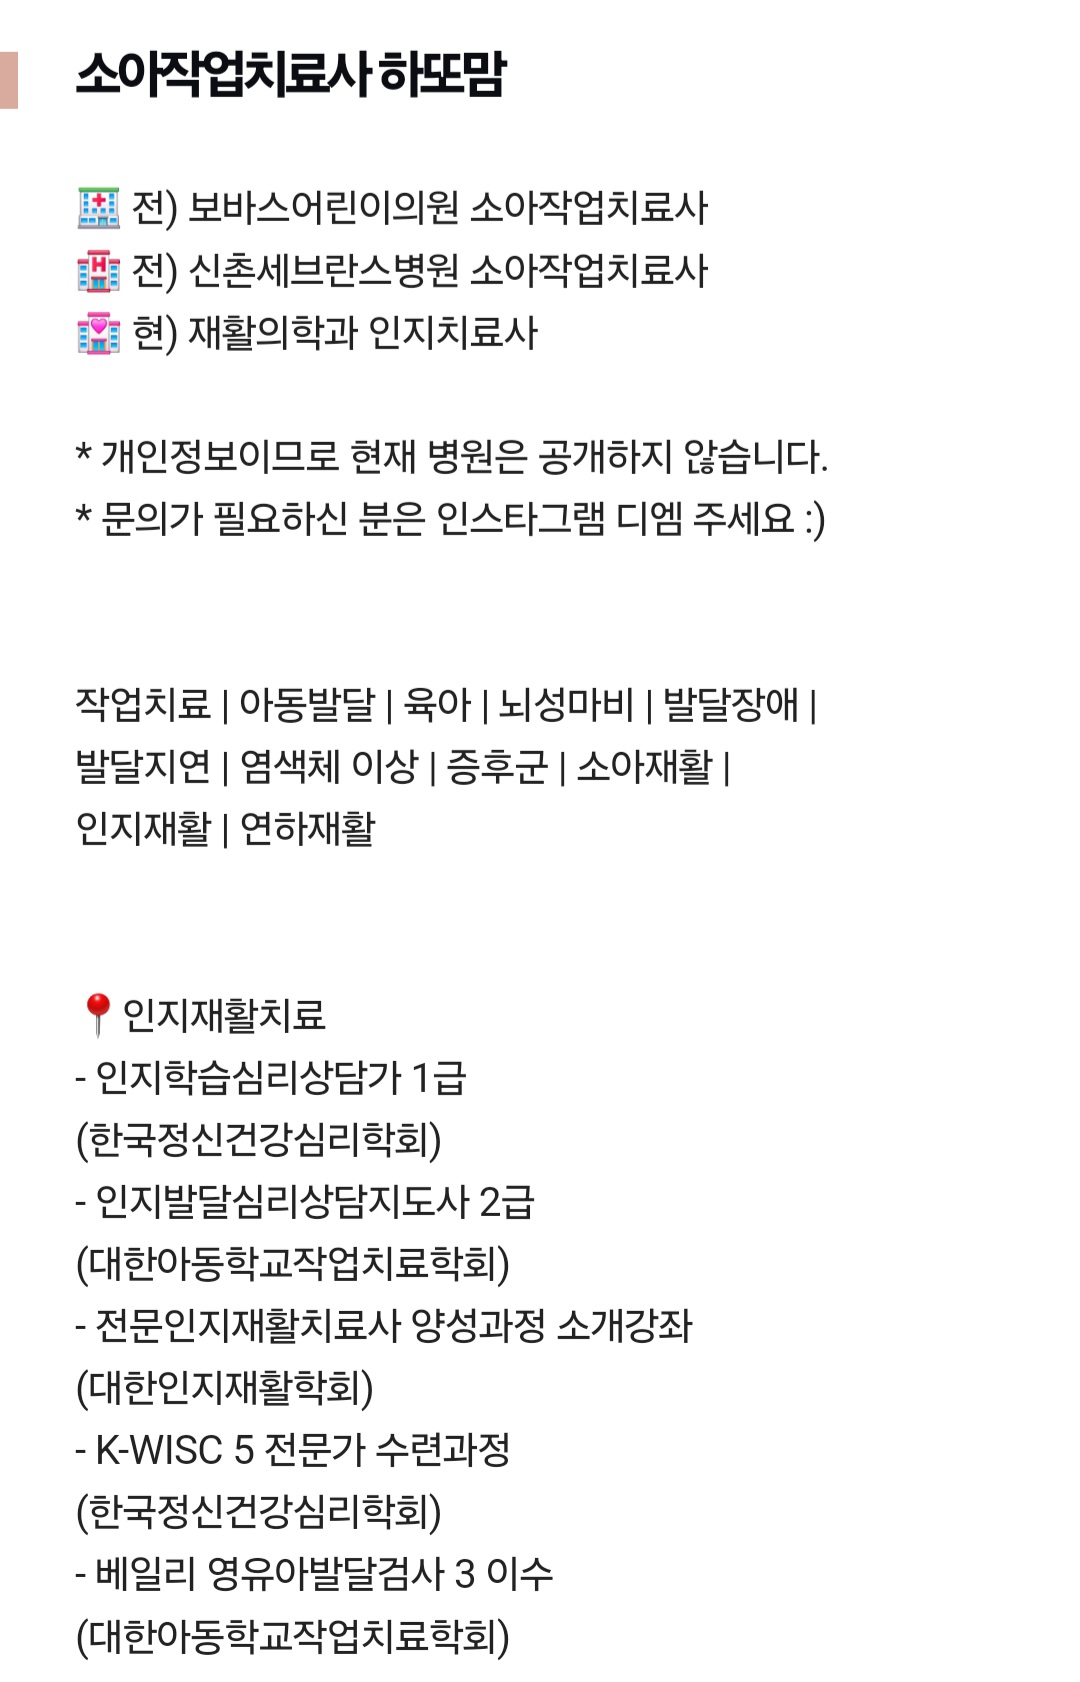 소아작업치료사 하또맘
🏥 전) 보바스어린이의원 소아작업치료사
🏨 전) 신촌세브란스병원 소아작업치료사
🏩 현) 재활의학과 인지치료사
* 개인정보이므로 현재 병원은 공개하지 않습니다.
* 문의가 필요하신 분은 인스타그램 디엠 주세요 :)
작업치료 | 아동발달 | 육아 | 뇌성마비 | 발달장애 |
발달지연 | 염색체 이상 | 증후군 | 소아재활 |
인지재활 | 연하재활
📍인지재활치료
- 인지학습심리상담가 1급
(한국정신건강심리학회)
- 인지발달심리상담지도사 2급
(대한아동학교작업치료학회)
- 전문인지재활치료사 양성과정 소개강좌
(대한인지재활학회)
- K-WISC 5 전문가 수련과정
(한국정신건강심리학회)
- 베일리 영유아발달검사 3 이수
(대한아동학교작업치료학회)